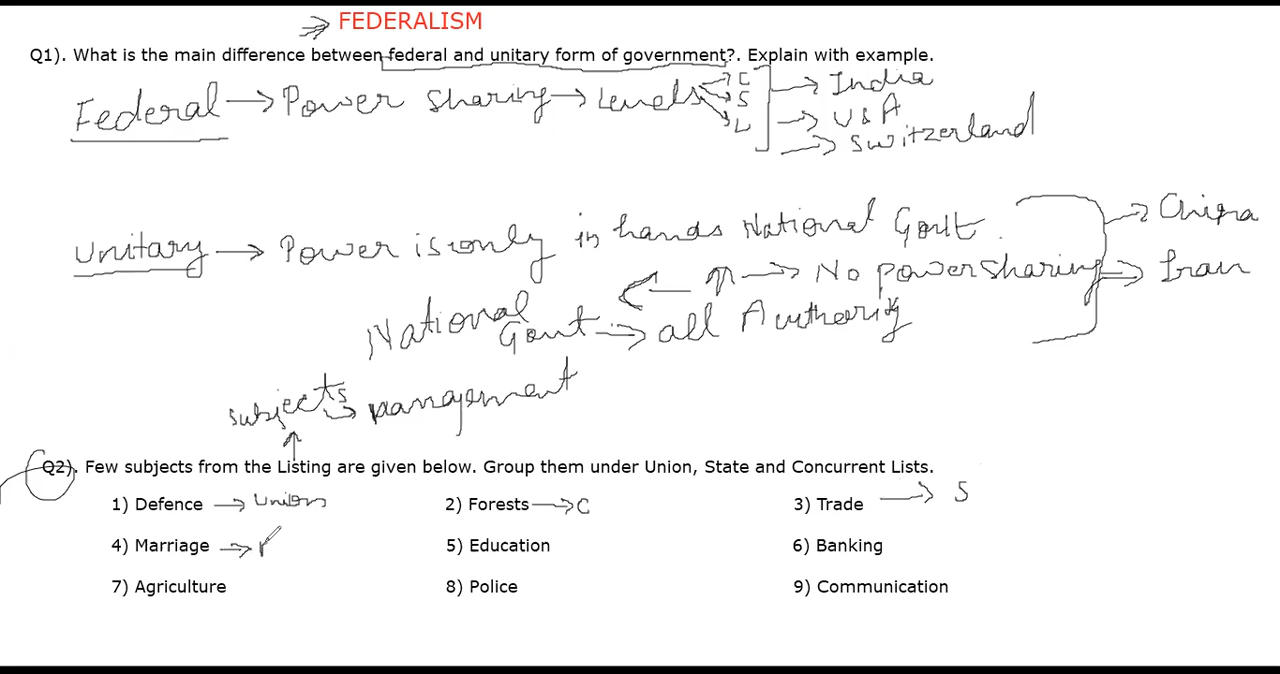 ⇒ FEDERALISM
Q1). What is the main difference between federal and unitary form of government?. Explain with example.
Federal → Power Sharing → Levels C → India
S → USA
L → Switzerland
Unitary → Power is only in hands National Govt. → China
→ No power sharing → Iran
National Govt → all Authority
subjects → management
Q2). Few subjects from the Listing are given below. Group them under Union, State and Concurrent Lists.
1) Defence → Union 2) Forests → C 3) Trade → S
4) Marriage → 5) Education 6) Banking
7) Agriculture 8) Police 9) Communication